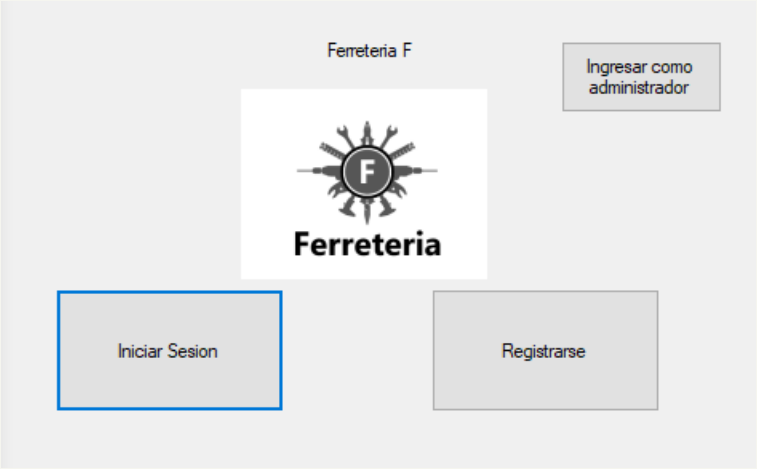 Ferreteria F
Ingresar como
administrador
F
Ferreteria
Iniciar Sesion
Registrarse